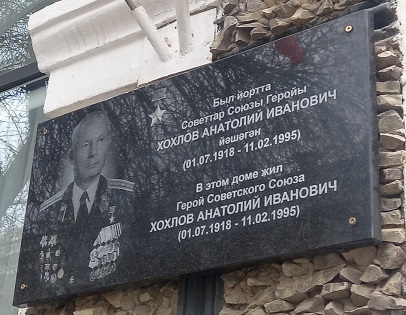 Был йортта
Советтар Союзы Геройы
ХОХЛОВ АНАТОЛИЙ ИВАНОВИЧ
йәшәгән
(01.07.1918 - 11.02.1995)
В этом доме жил
Герой Советского Союза
ХОХЛОВ АНАТОЛИЙ ИВАНОВИЧ
(01.07.1918 - 11.02.1995)